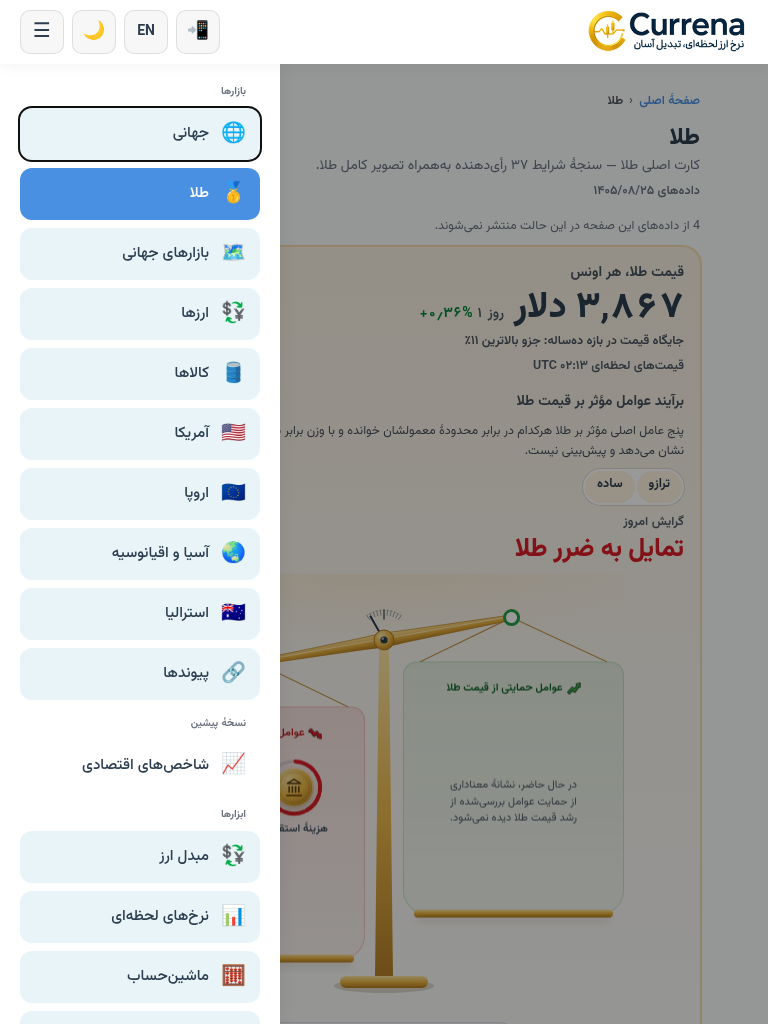 Currena
نرخ ارز لحظه‌ای، تبدیل آسان
EN
بازارها
جهانی
طلا
بازارهای جهانی
ارزها
کالاها
آمریکا
اروپا
آسیا و اقیانوسیه
استرالیا
پیوندها
نسخهٔ پیشین
شاخص‌های اقتصادی
ابزارها
مبدل ارز
نرخ‌های لحظه‌ای
ماشین‌حساب
صفحهٔ اصلی › طلا
طلا
کارت اصلی طلا — سنجهٔ شرایط ۳۷ رأی‌دهنده به‌همراه تصویر کامل طلا.
داده‌های ۱۴۰۵/۰۸/۲۵
4 از داده‌های این صفحه در این حالت منتشر نمی‌شوند.
قیمت طلا، هر اونس
۳,۸۶۷ دلار ۱ روز +۰٫۳۶%
جایگاه قیمت در بازه ده‌ساله: جزو بالاترین ۱۱٪
قیمت‌های لحظه‌ای ۰۲:۱۳ UTC
برآیند عوامل مؤثر بر قیمت طلا
پنج عامل اصلی مؤثر بر طلا هرکدام در برابر محدودهٔ معمولشان خوانده و با وزن برابر
نشان می‌دهد و پیش‌بینی نیست.
ترازو
ساده
گرایش امروز
تمایل به ضرر طلا
عوامل حمایتی از قیمت طلا
در حال حاضر، نشانهٔ معناداری
از حمایت عوامل بررسی‌شده از
رشد قیمت طلا دیده نمی‌شود.
عوامل
هزینهٔ